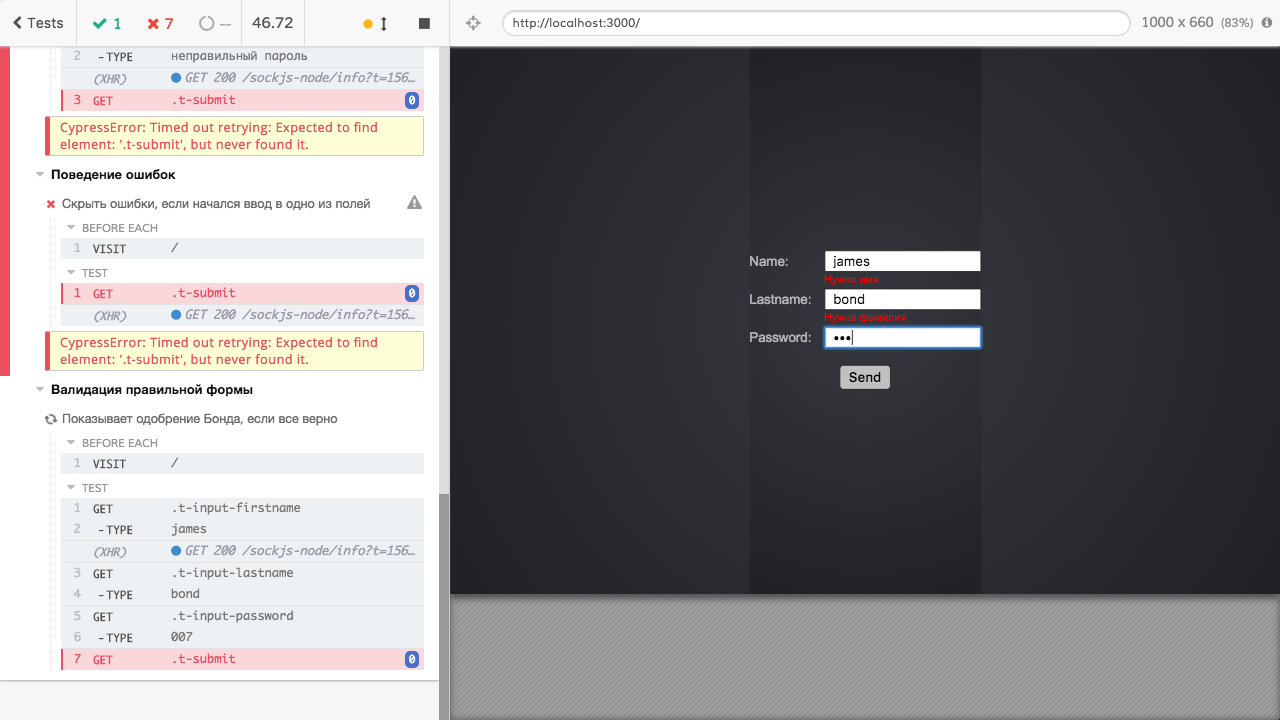 Tests 1 7 -- 46.72
http://localhost:3000/ 1000 x 660 (83%)
2 -TYPE неправильный пароль
(XHR) GET 200 /sockjs-node/info?t=156…
3 GET .t-submit 0
CypressError: Timed out retrying: Expected to find
element: '.t-submit', but never found it.
Поведение ошибок
Скрыть ошибки, если начался ввод в одно из полей
BEFORE EACH
1 VISIT /
TEST
1 GET .t-submit 0
(XHR) GET 200 /sockjs-node/info?t=156…
CypressError: Timed out retrying: Expected to find
element: '.t-submit', but never found it.
Валидация правильной формы
Показывает одобрение Бонда, если все верно
BEFORE EACH
1 VISIT /
TEST
1 GET .t-input-firstname
2 -TYPE james
(XHR) GET 200 /sockjs-node/info?t=156…
3 GET .t-input-lastname
4 -TYPE bond
5 GET .t-input-password
6 -TYPE 007
7 GET .t-submit 0
Name: james
Нужно имя
Lastname: bond
Нужна фамилия
Password: •••
Send